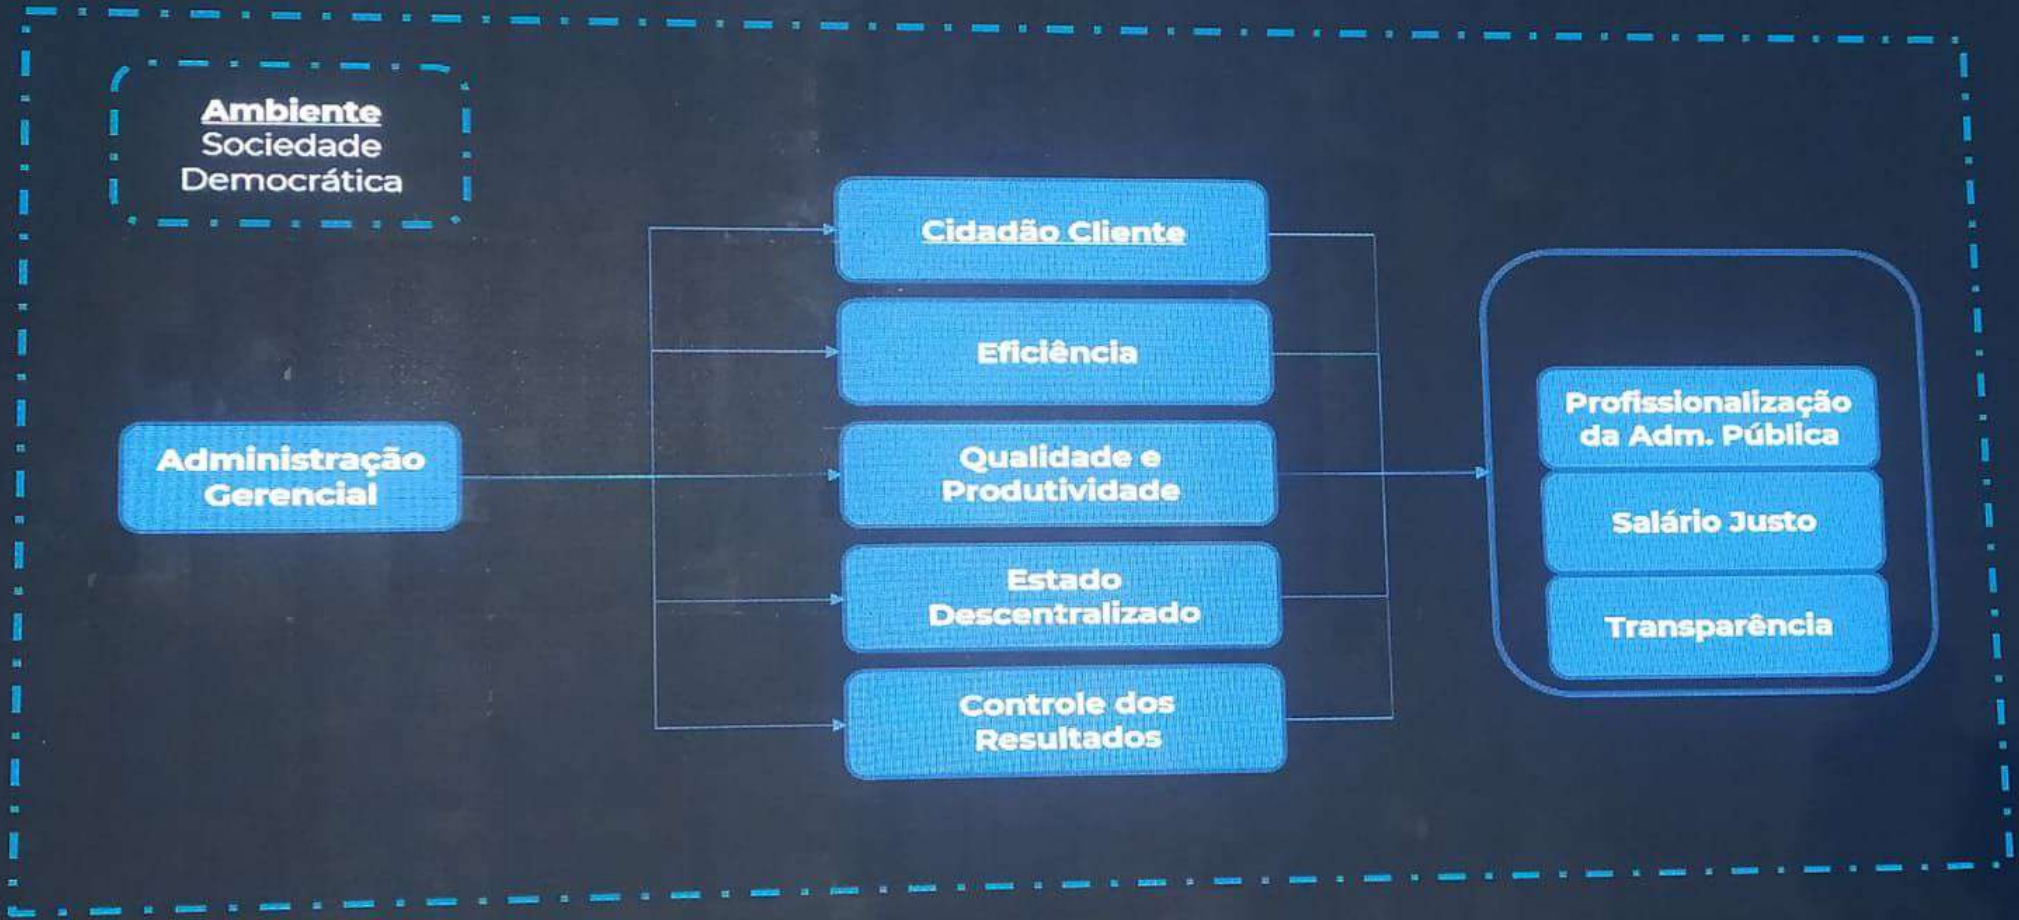 Ambiente
Sociedade
Democrática
Administração
Gerencial
Cidadão Cliente
Eficiência
Qualidade e
Produtividade
Estado
Descentralizado
Controle dos
Resultados
Profissionalização
da Adm. Pública
Salário Justo
Transparência